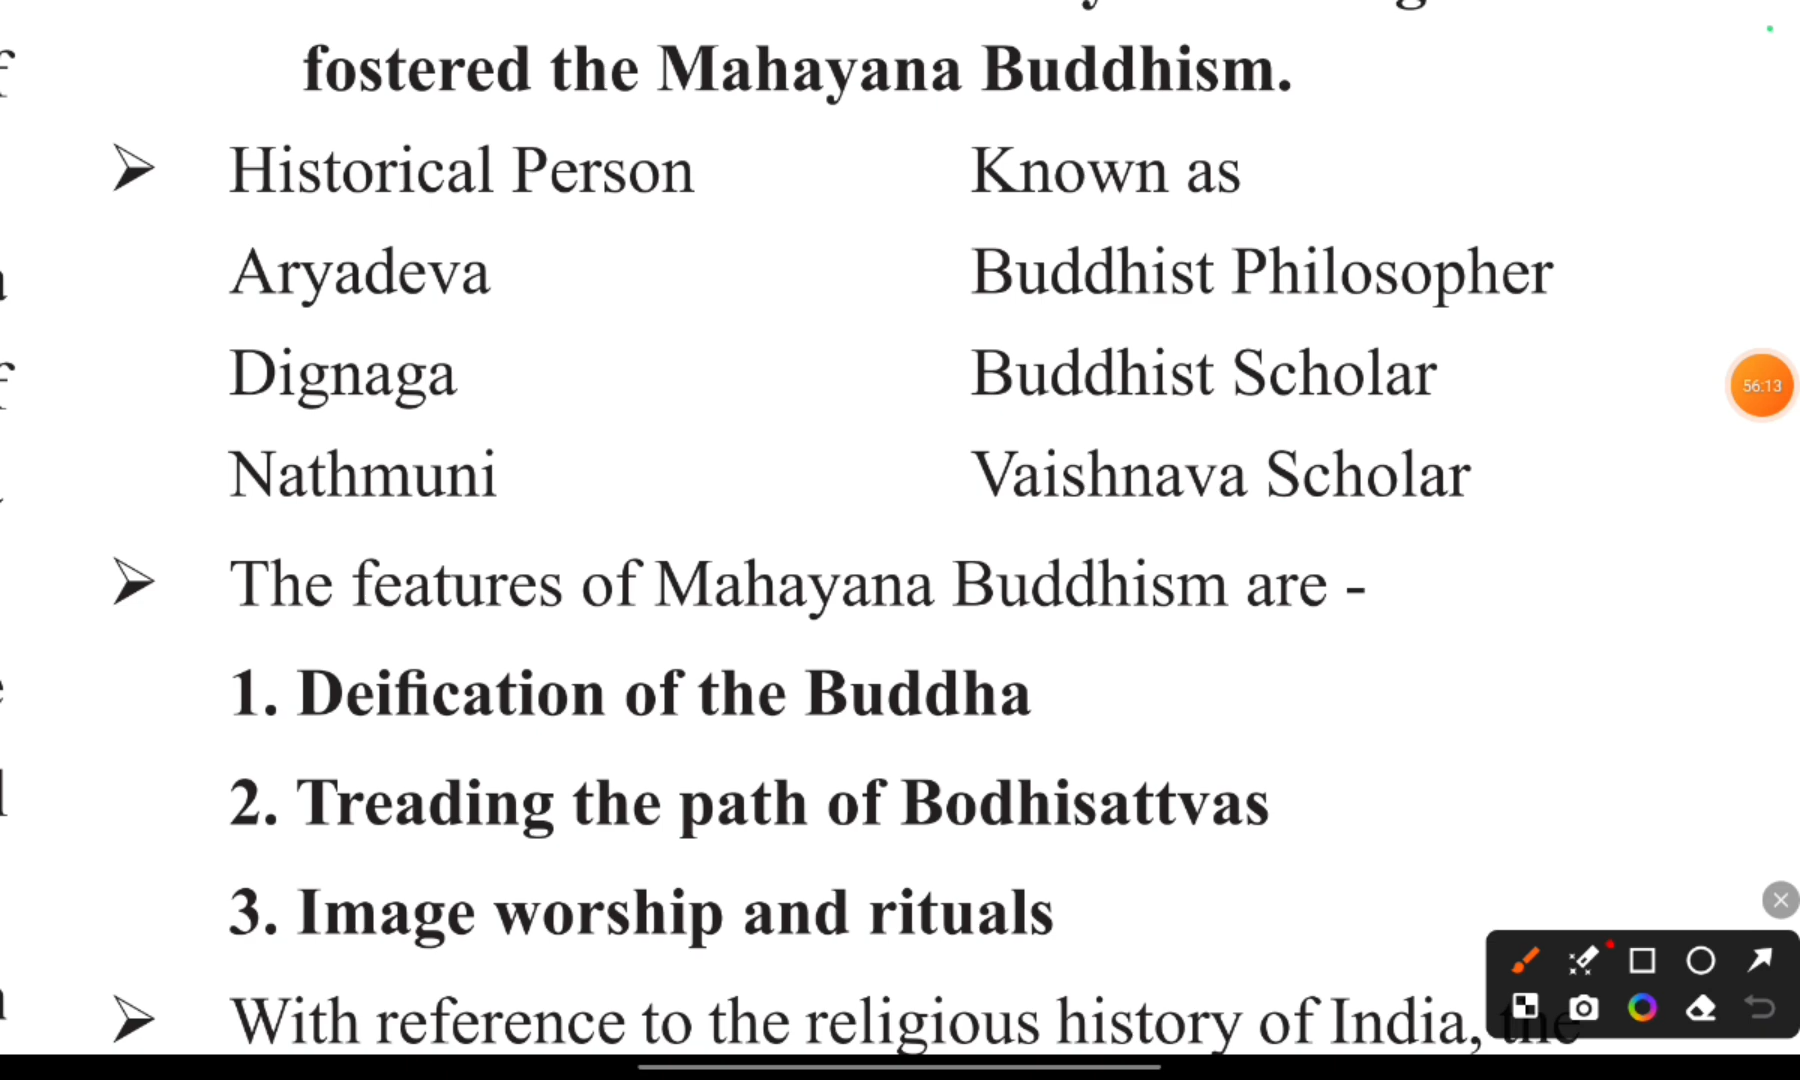 fostered the Mahayana Buddhism.
➢ Historical Person Known as
Aryadeva Buddhist Philosopher
Dignaga Buddhist Scholar
Nathmuni Vaishnava Scholar
56:13
➢ The features of Mahayana Buddhism are -
1. Deification of the Buddha
2. Treading the path of Bodhisattvas
3. Image worship and rituals
➢ With reference to the religious history of India, the